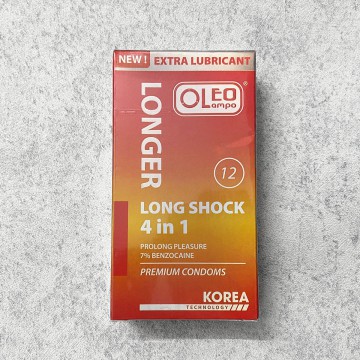 NEW! EXTRA LUBRICANT
LONGER
OLEO
ampo
12
LONG SHOCK
4 in 1
PROLONG PLEASURE
7% BENZOCAINE
PREMIUM CONDOMS
KOREA
TECHNOLOGY